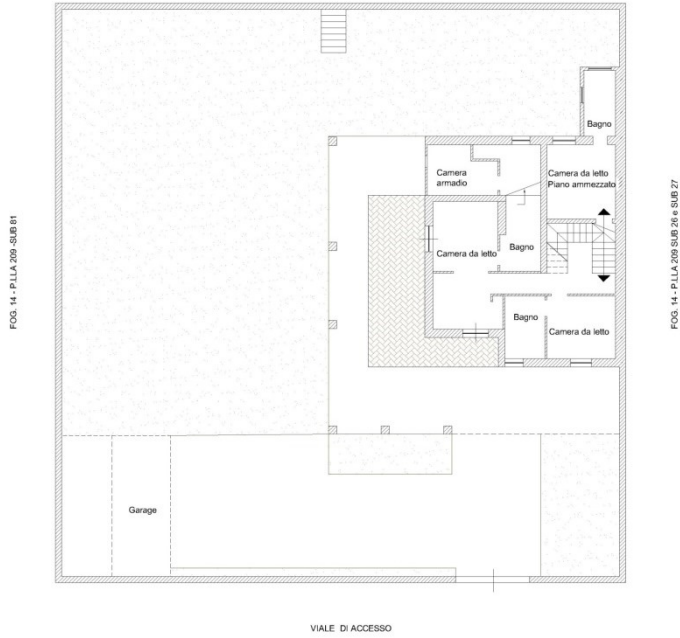 Bagno
Camera
armadio
Camera da letto
Piano ammezzato
FOG. 14 - P.LLA 209 -SUB 81
FOG. 14 - P.LLA 209 SUB 26 e SUB 27
Camera da letto
Bagno
Bagno
Camera da letto
Garage
VIALE DI ACCESSO